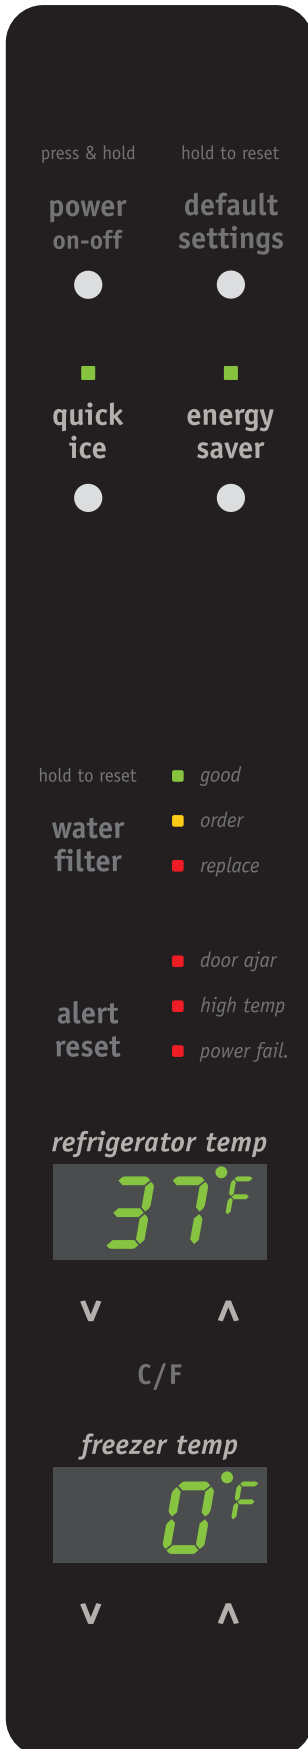 press & hold
hold to reset
power
on-off
default
settings
quick
ice
energy
saver
hold to reset
water
filter
good
order
replace
alert
reset
door ajar
high temp
power fail.
refrigerator temp
37°F
v ʌ
C/F
freezer temp
0°F
v ʌ